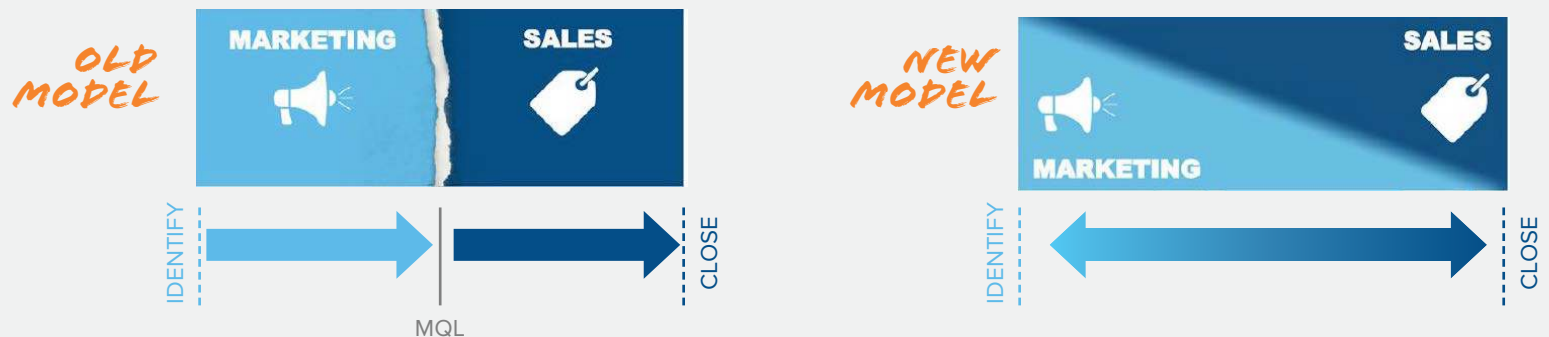 OLD
MODEL
MARKETING
SALES
IDENTIFY
MQL
CLOSE
NEW
MODEL
SALES
MARKETING
IDENTIFY
CLOSE